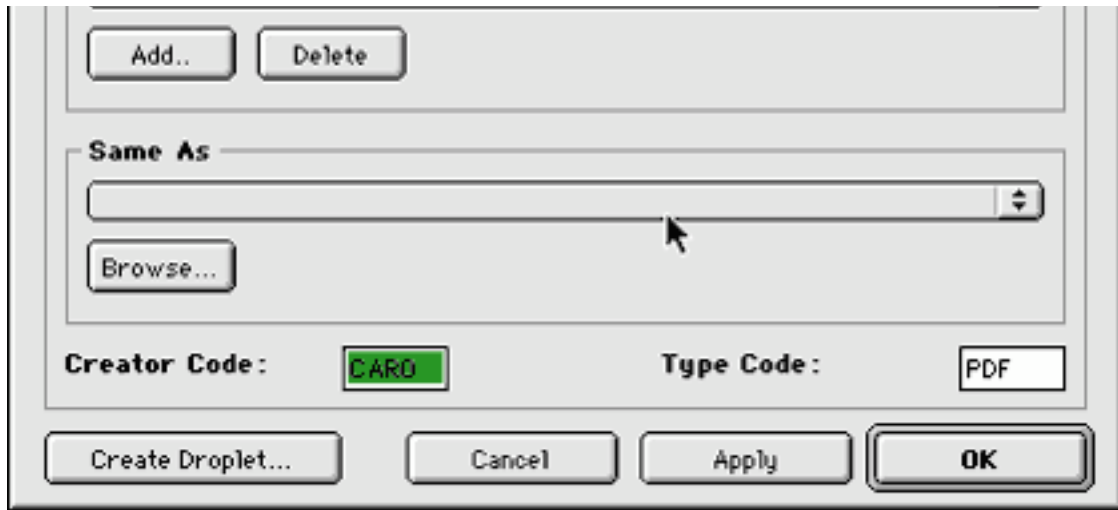 Add.. Delete
Same As
Browse...
Creator Code: CARO Type Code: PDF
Create Droplet... Cancel Apply OK